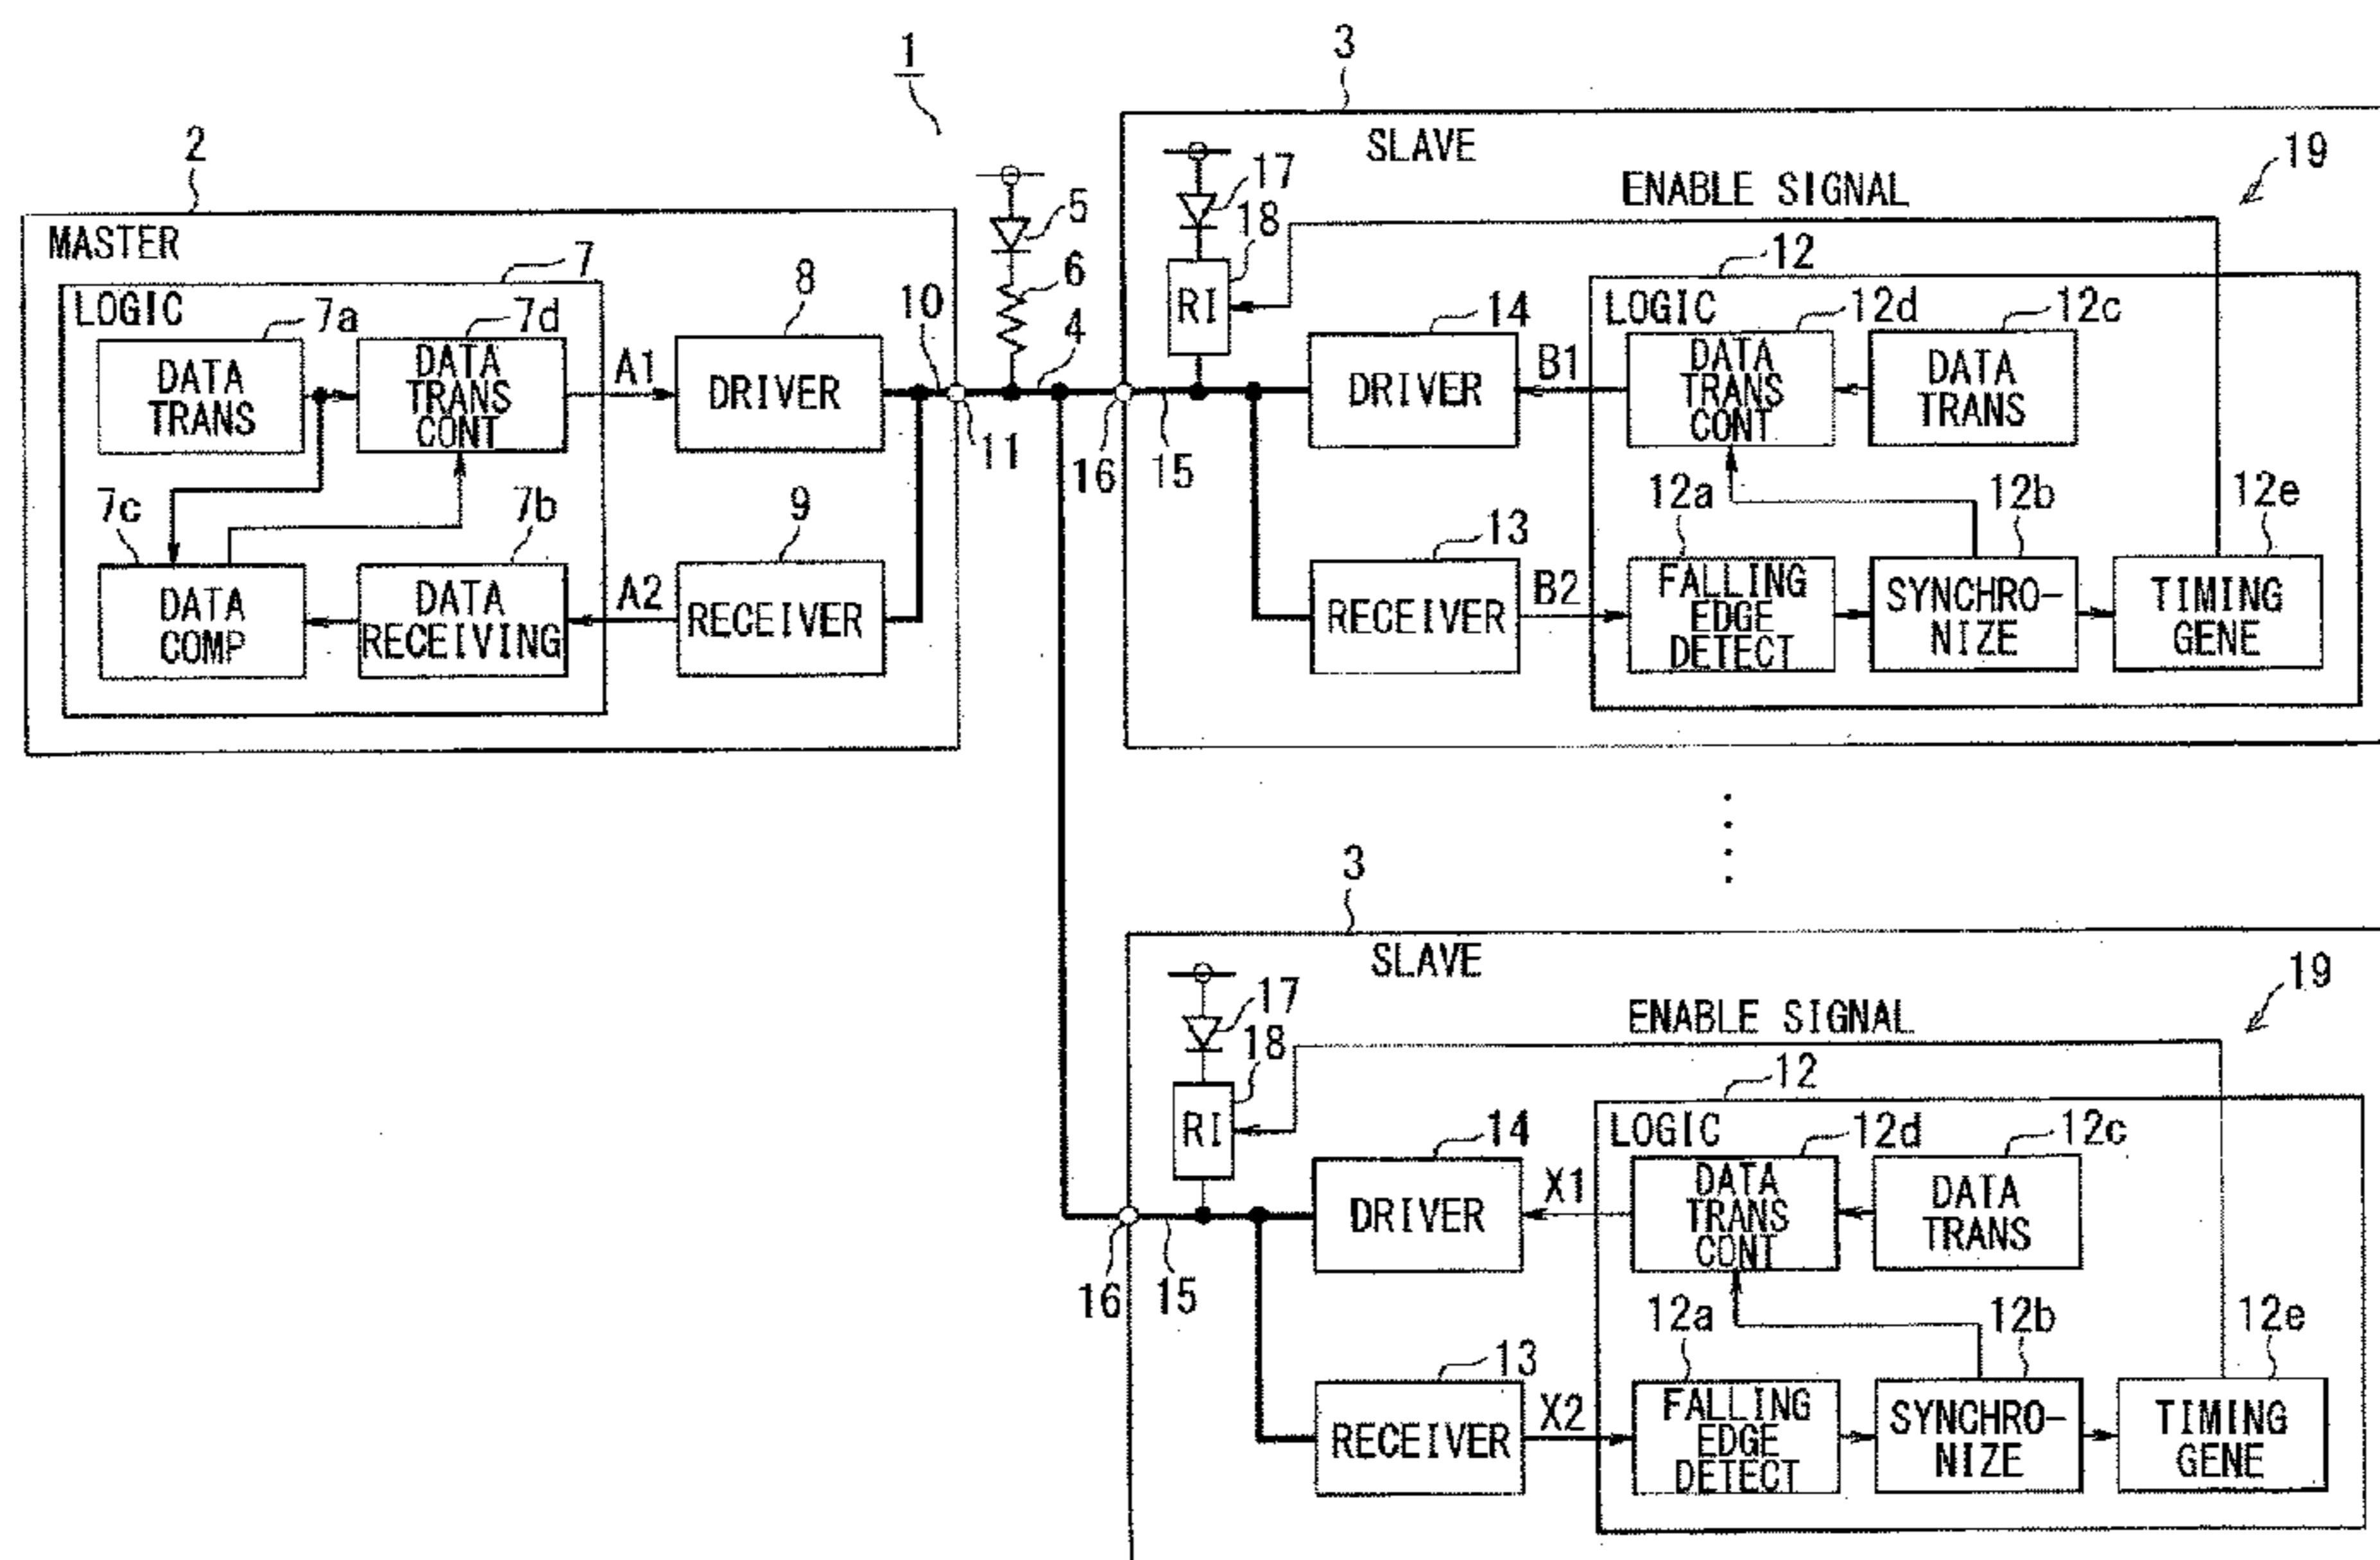 1
2
MASTER
7
LOGIC
7a
DATA
TRANS
7d
DATA
TRANS
CONT
A1
8
DRIVER
10
11
7c
DATA
COMP
7b
DATA
RECEIVING
A2
9
RECEIVER
5
6
4
3
SLAVE
19
17
18
RI
ENABLE SIGNAL
12
LOGIC
14
DRIVER
B1
12d
DATA
TRANS
CONT
12c
DATA
TRANS
16
15
13
RECEIVER
B2
12a
FALLING
EDGE
DETECT
12b
SYNCHRO-
NIZE
12e
TIMING
GENE
3
SLAVE
19
17
18
RI
ENABLE SIGNAL
12
LOGIC
14
DRIVER
X1
12d
DATA
TRANS
CONT
12c
DATA
TRANS
16
15
13
RECEIVER
X2
12a
FALLING
EDGE
DETECT
12b
SYNCHRO-
NIZE
12e
TIMING
GENE